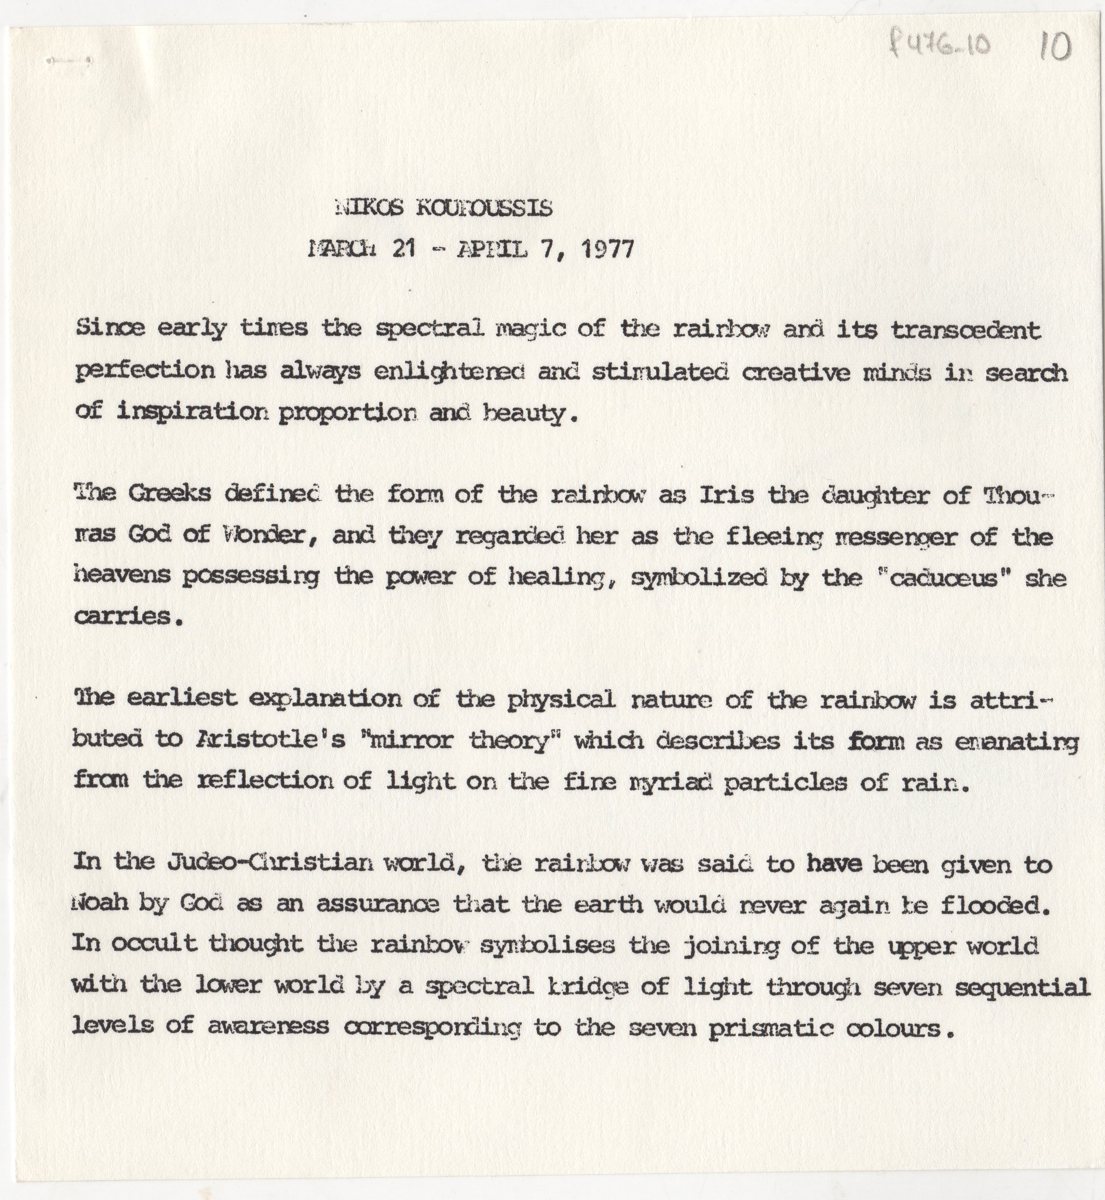 P476-10 10
NIKOS KOUROUSSIS
MARCH 21 - APRIL 7, 1977
Since early times the spectral magic of the rainbow and its transcedent
perfection has always enlightened and stimulated creative minds in search
of inspiration proportion and beauty.
The Greeks defined the form of the rainbow as Iris the daughter of Thou-
mas God of Wonder, and they regarded her as the fleeing messenger of the
heavens possessing the power of healing, symbolized by the "caduceus" she
carries.
The earliest explanation of the physical nature of the rainbow is attri-
buted to Aristotle's "mirror theory" which describes its form as emanating
from the reflection of light on the fine myriad particles of rain.
In the Judeo-Christian world, the rainbow was said to have been given to
Noah by God as an assurance that the earth would never again be flooded.
In occult thought the rainbow symbolises the joining of the upper world
with the lower world by a spectral bridge of light through seven sequential
levels of awareness corresponding to the seven prismatic colours.